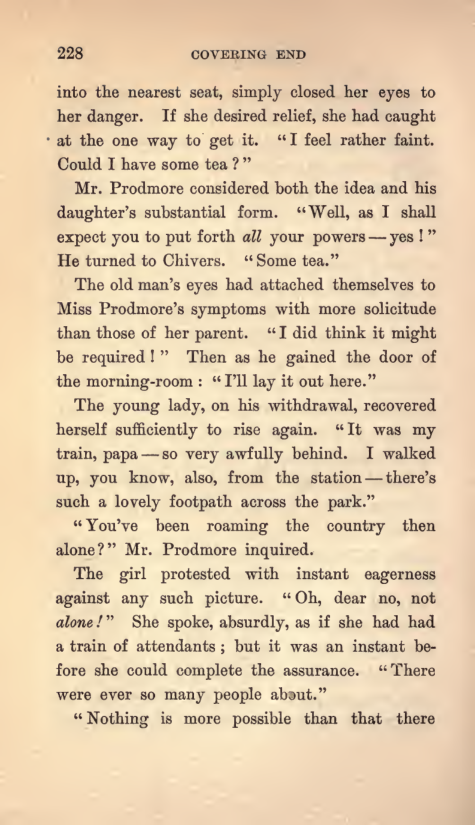 228 COVERING END
into the nearest seat, simply closed her eyes to
her danger. If she desired relief, she had caught
at the one way to get it. “I feel rather faint.
Could I have some tea?”
Mr. Prodmore considered both the idea and his
daughter's substantial form. “Well, as I shall
expect you to put forth all your powers — yes!”
He turned to Chivers. “Some tea.”
The old man's eyes had attached themselves to
Miss Prodmore's symptoms with more solicitude
than those of her parent. “I did think it might
be required!” Then as he gained the door of
the morning-room: “I'll lay it out here.”
The young lady, on his withdrawal, recovered
herself sufficiently to rise again. “It was my
train, papa — so very awfully behind. I walked
up, you know, also, from the station — there's
such a lovely footpath across the park.”
“You've been roaming the country then
alone?” Mr. Prodmore inquired.
The girl protested with instant eagerness
against any such picture. “Oh, dear no, not
alone!” She spoke, absurdly, as if she had had
a train of attendants; but it was an instant be-
fore she could complete the assurance. “There
were ever so many people about.”
“Nothing is more possible than that there